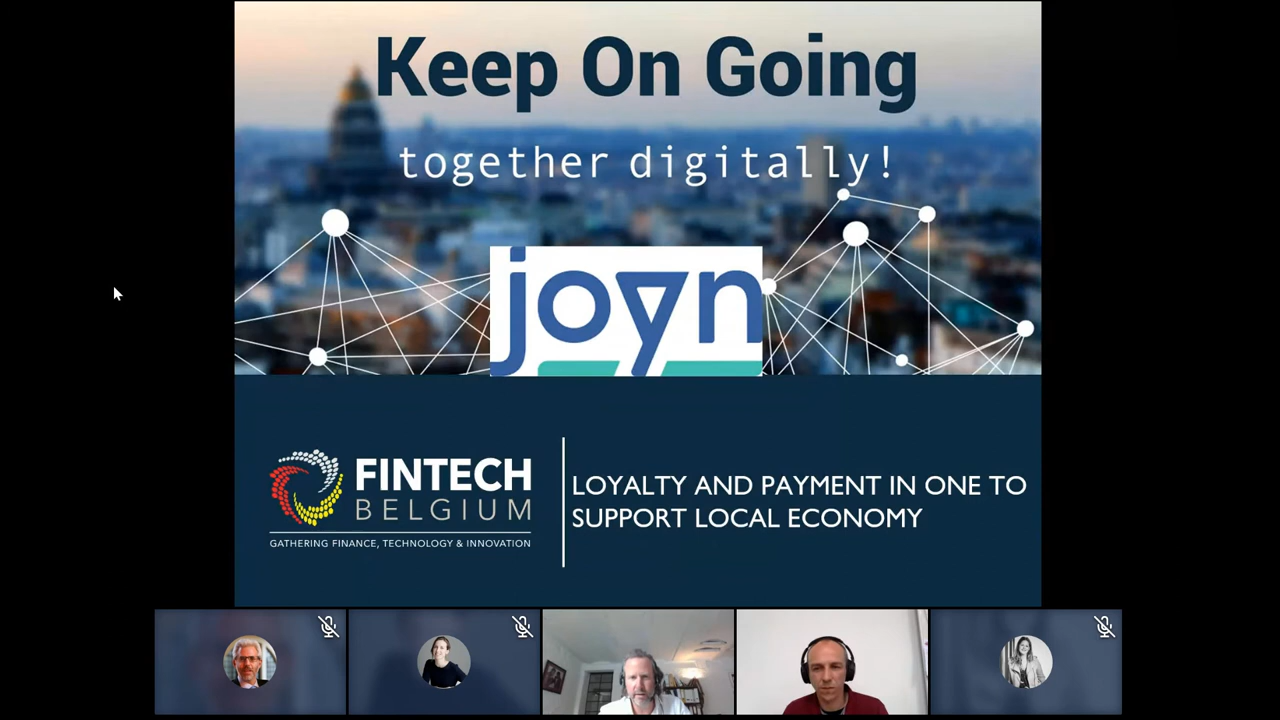 Keep On Going
together digitally!
joyn
FINTECH
BELGIUM
GATHERING FINANCE, TECHNOLOGY & INNOVATION
LOYALTY AND PAYMENT IN ONE TO
SUPPORT LOCAL ECONOMY